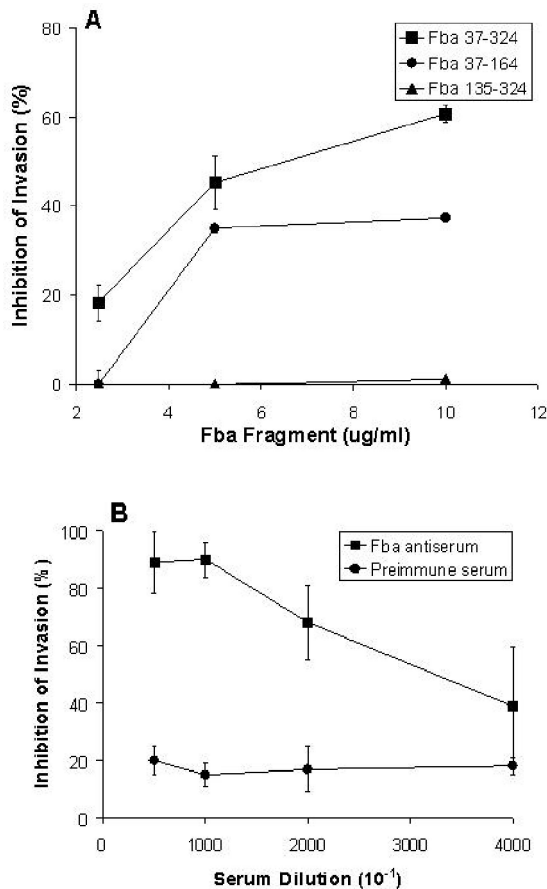 A
Fba 37-324
Fba 37-164
Fba 135-324
80
60
40
20
0
Inhibition of Invasion (%)
2 4 6 8 10 12
Fba Fragment (ug/ml)
B
Fba antiserum
Preimmune serum
100
80
60
40
20
0
Inhibition of Invasion (%)
0 1000 2000 3000 4000
Serum Dilution (10-1)